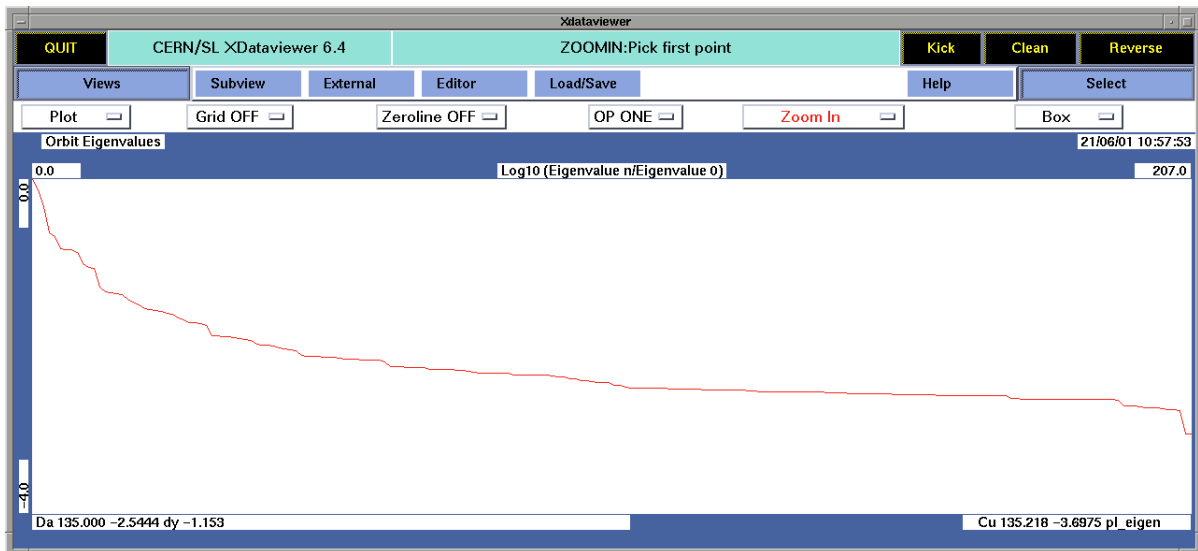 Xdataviewer
QUIT CERN/SL XDataviewer 6.4 ZOOMIN:Pick first point Kick Clean Reverse
Views Subview External Editor Load/Save Help Select
Plot Grid OFF Zeroline OFF OP ONE Zoom In Box
Orbit Eigenvalues 21/06/01 10:57:53
0.0 Log10 (Eigenvalue n/Eigenvalue 0) 207.0
0.0
-4.0
Da 135.000 -2.5444 dy -1.153 Cu 135.218 -3.6975 pl_eigen